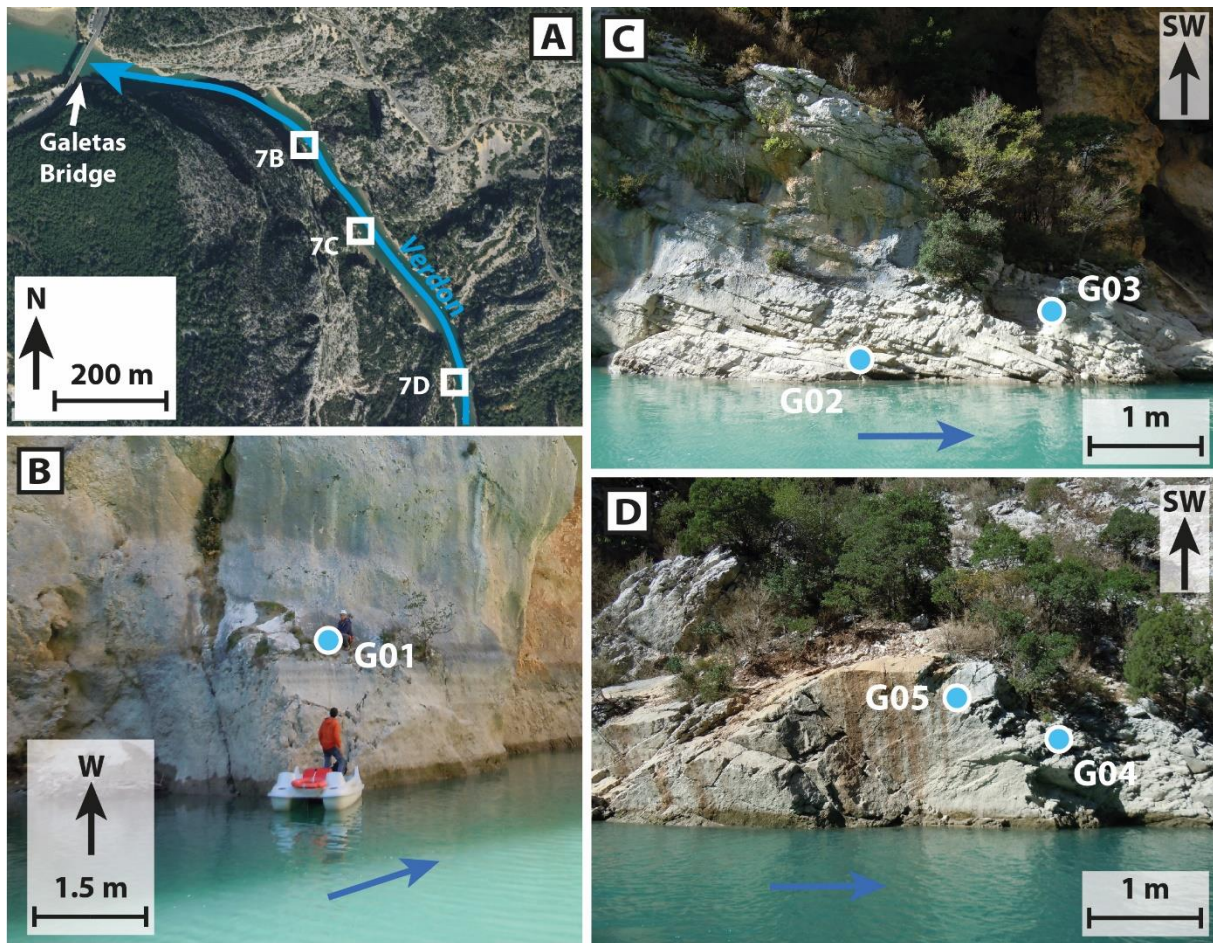 A
Galetas
Bridge
7B
7C
Verdon
7D
N
200 m
B
G01
W
1.5 m
C
SW
G03
G02
1 m
D
SW
G05
G04
1 m